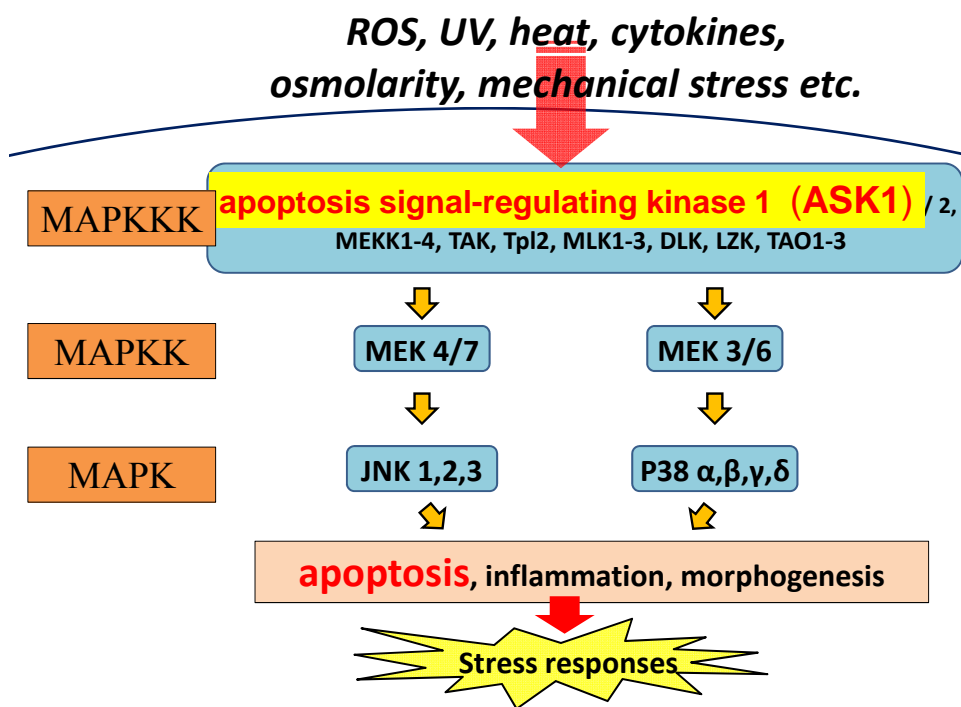 ROS, UV, heat, cytokines,
osmolarity, mechanical stress etc.
MAPKKK
apoptosis signal-regulating kinase 1 (ASK1) / 2,
MEKK1-4, TAK, Tpl2, MLK1-3, DLK, LZK, TAO1-3
MAPKK
MEK 4/7
MEK 3/6
MAPK
JNK 1,2,3
P38 α,β,γ,δ
apoptosis, inflammation, morphogenesis
Stress responses